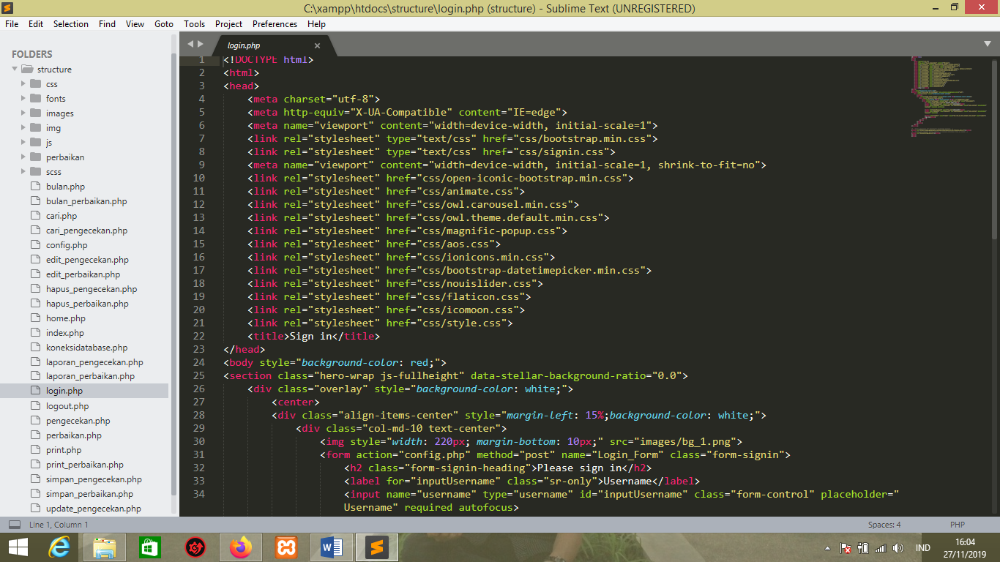 C:\xampp\htdocs\structure\login.php (structure) - Sublime Text (UNREGISTERED)
File Edit Selection Find View Goto Tools Project Preferences Help
FOLDERS
structure
css
fonts
images
img
js
perbaikan
scss
bulan.php
bulan_perbaikan.php
cari.php
cari_pengecekan.php
config.php
edit_pengecekan.php
edit_perbaikan.php
hapus_pengecekan.php
hapus_perbaikan.php
home.php
index.php
koneksidatabase.php
laporan_pengecekan.php
laporan_perbaikan.php
login.php
logout.php
pengecekan.php
perbaikan.php
print.php
print_perbaikan.php
simpan_pengecekan.php
simpan_perbaikan.php
update_pengecekan.php
login.php
1 <!DOCTYPE html>
2 <html>
3 <head>
4 <meta charset="utf-8">
5 <meta http-equiv="X-UA-Compatible" content="IE=edge">
6 <meta name="viewport" content="width=device-width, initial-scale=1">
7 <link rel="stylesheet" type="text/css" href="css/bootstrap.min.css">
8 <link rel="stylesheet" type="text/css" href="css/signin.css">
9 <meta name="viewport" content="width=device-width, initial-scale=1, shrink-to-fit=no">
10 <link rel="stylesheet" href="css/open-iconic-bootstrap.min.css">
11 <link rel="stylesheet" href="css/animate.css">
12 <link rel="stylesheet" href="css/owl.carousel.min.css">
13 <link rel="stylesheet" href="css/owl.theme.default.min.css">
14 <link rel="stylesheet" href="css/magnific-popup.css">
15 <link rel="stylesheet" href="css/aos.css">
16 <link rel="stylesheet" href="css/ionicons.min.css">
17 <link rel="stylesheet" href="css/bootstrap-datetimepicker.min.css">
18 <link rel="stylesheet" href="css/nouislider.css">
19 <link rel="stylesheet" href="css/flaticon.css">
20 <link rel="stylesheet" href="css/icomoon.css">
21 <link rel="stylesheet" href="css/style.css">
22 <title>Sign in</title>
23 </head>
24 <body style="background-color: red;">
25 <section class="hero-wrap js-fullheight" data-stellar-background-ratio="0.0">
26 <div class="overlay" style="background-color: white;">
27 <center>
28 <div class="align-items-center" style="margin-left: 15%;background-color: white;">
29 <div class="col-md-10 text-center">
30 <img style="width: 220px; margin-bottom: 10px;" src="images/bg_1.png">
31 <form action="config.php" method="post" name="Login_Form" class="form-signin">
32 <h2 class="form-signin-heading">Please sign in</h2>
33 <label for="inputUsername" class="sr-only">Username</label>
34 <input name="username" type="username" id="inputUsername" class="form-control" placeholder="
Username" required autofocus>
Line 1, Column 1
Spaces: 4
PHP
IND
16:04
27/11/2019